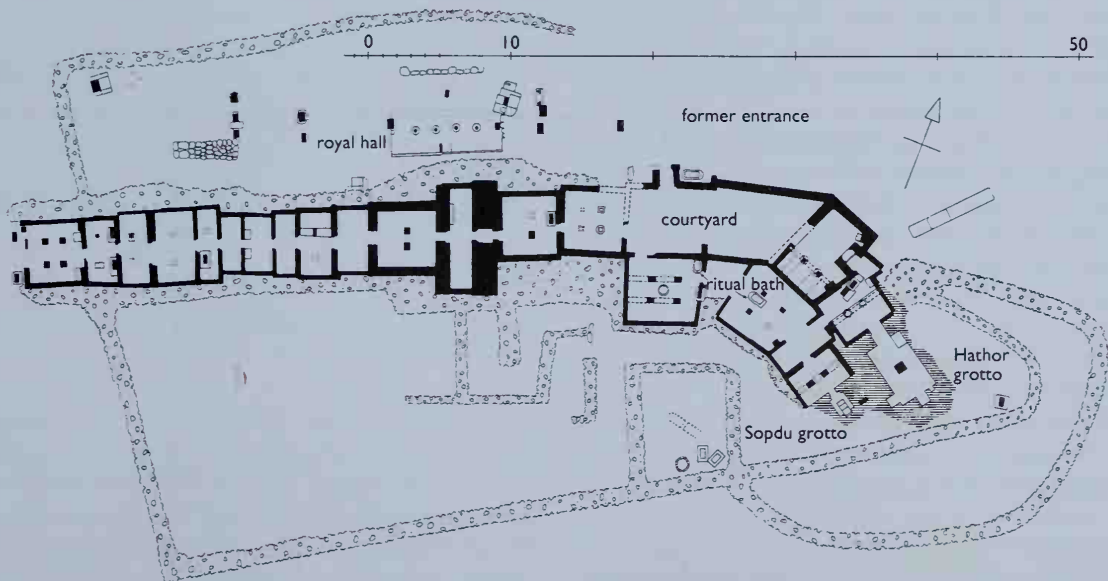 0 10 50
former entrance
royal hall
courtyard
ritual bath
Hathor
grotto
Sopdu grotto